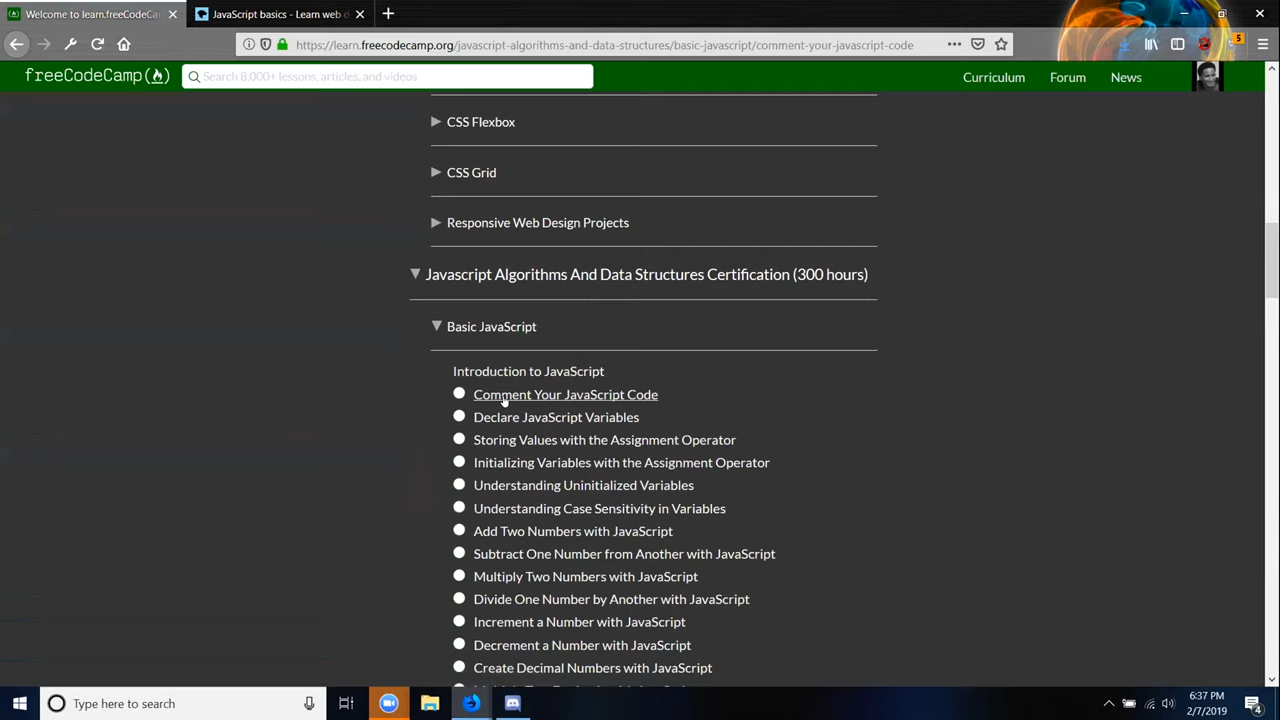 Welcome to learn.freeCodeCa
JavaScript basics - Learn web d
https://learn.freecodecamp.org/javascript-algorithms-and-data-structures/basic-javascript/comment-your-javascript-code
5
freeCodeCamp
Search 8,000+ lessons, articles, and videos
Curriculum
Forum
News
CSS Flexbox
CSS Grid
Responsive Web Design Projects
Javascript Algorithms And Data Structures Certification (300 hours)
Basic JavaScript
Introduction to JavaScript
Comment Your JavaScript Code
Declare JavaScript Variables
Storing Values with the Assignment Operator
Initializing Variables with the Assignment Operator
Understanding Uninitialized Variables
Understanding Case Sensitivity in Variables
Add Two Numbers with JavaScript
Subtract One Number from Another with JavaScript
Multiply Two Numbers with JavaScript
Divide One Number by Another with JavaScript
Increment a Number with JavaScript
Decrement a Number with JavaScript
Create Decimal Numbers with JavaScript
Type here to search
6:37 PM
2/7/2019
4